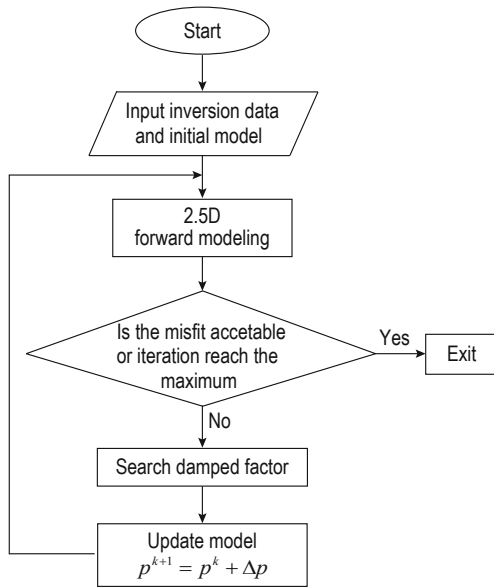 Start
Input inversion data
and initial model
2.5D
forward modeling
Is the misfit accetable
or iteration reach the
maximum
Yes
Exit
No
Search damped factor
Update model
p^{k+1} = p^k + Δp